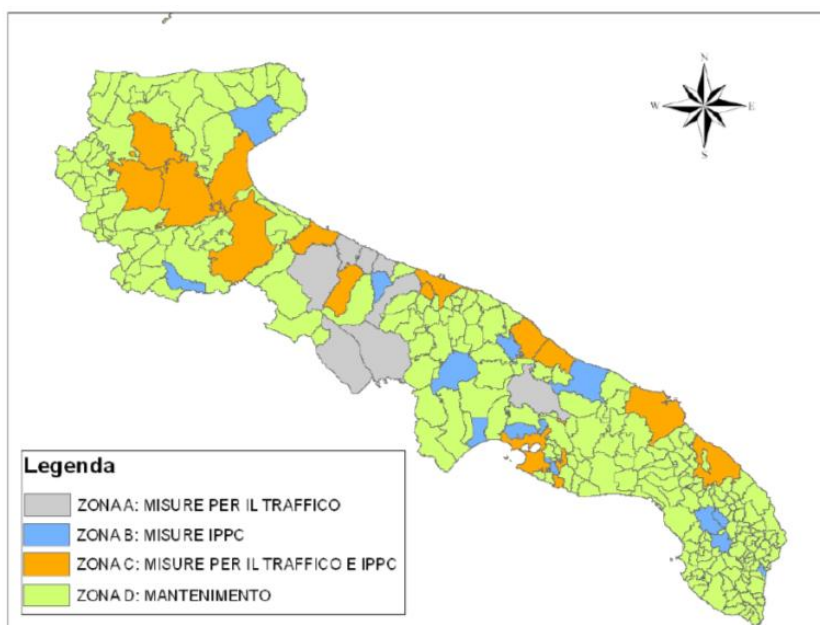 N
W E
S
Legenda
ZONA A: MISURE PER IL TRAFFICO
ZONA B: MISURE IPPC
ZONA C: MISURE PER IL TRAFFICO E IPPC
ZONA D: MANTENIMENTO